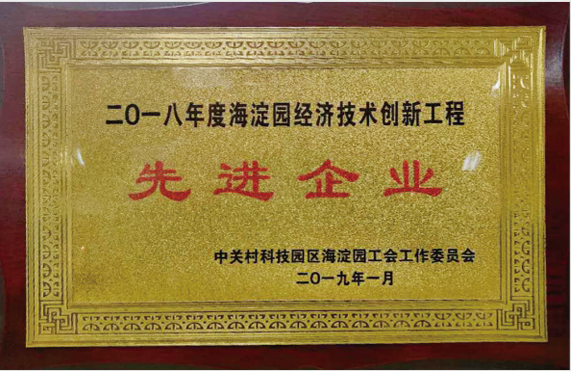 二〇一八年度海淀园经济技术创新工程
先进企业
中关村科技园区海淀园工会工作委员会
二〇一九年一月